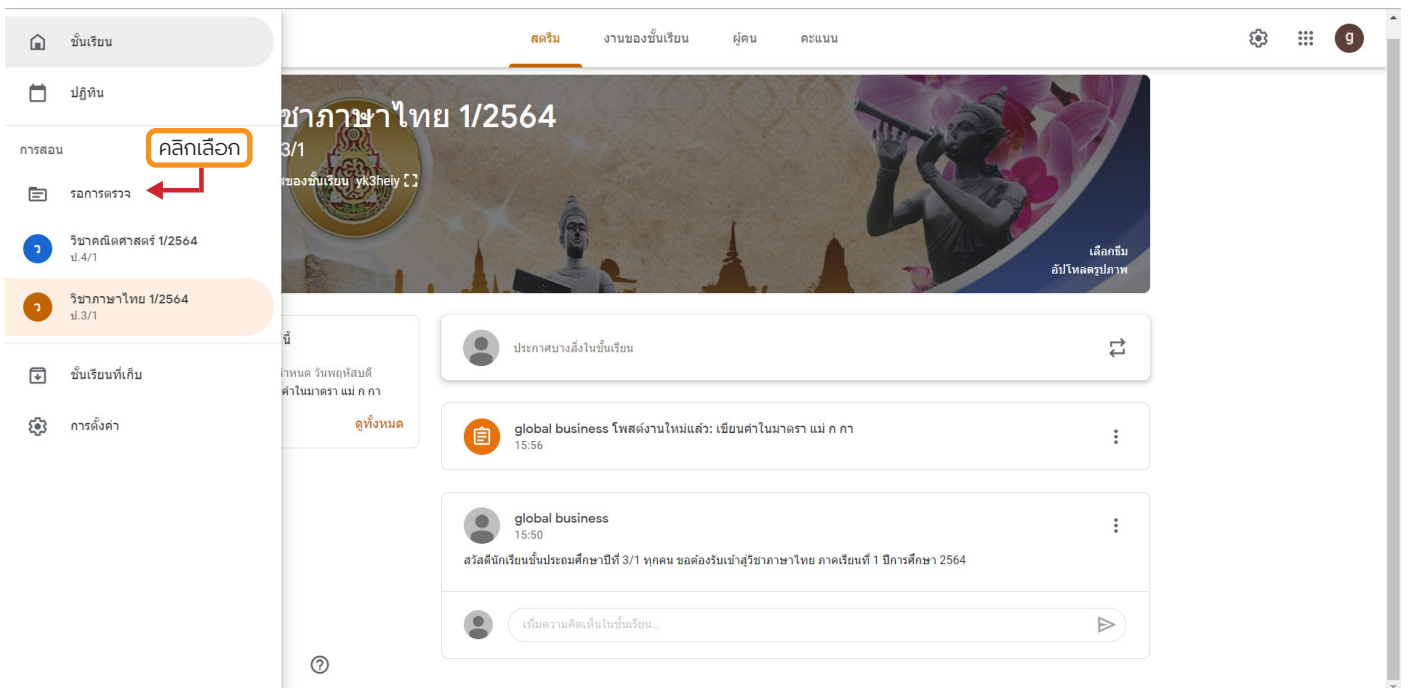 ชั้นเรียน
สตรีม
งานของชั้นเรียน
ผู้คน
คะแนน
g
ปฏิทิน
การสอน
คลิกเลือก
รอการตรวจ
ว
วิชาคณิตศาสตร์ 1/2564
ป.4/1
ว
วิชาภาษาไทย 1/2564
ป.3/1
ชั้นเรียนที่เก็บ
การตั้งค่า
ชาภาษาไทย 1/2564
3/1
สของชั้นเรียน yk3heiy
เลือกธีม
อัปโหลดรูปภาพ
นี้
กำหนด วันพฤหัสบดี
คำในมาตรา แม่ ก กา
ดูทั้งหมด
ประกาศบางสิ่งในชั้นเรียน
global business โพสต์งานใหม่แล้ว: เขียนคำในมาตรา แม่ ก กา
15:56
global business
15:50
สวัสดีนักเรียนชั้นประถมศึกษาปีที่ 3/1 ทุกคน ขอต้องรับเข้าสู่วิชาภาษาไทย ภาคเรียนที่ 1 ปีการศึกษา 2564
เพิ่มความคิดเห็นในชั้นเรียน...